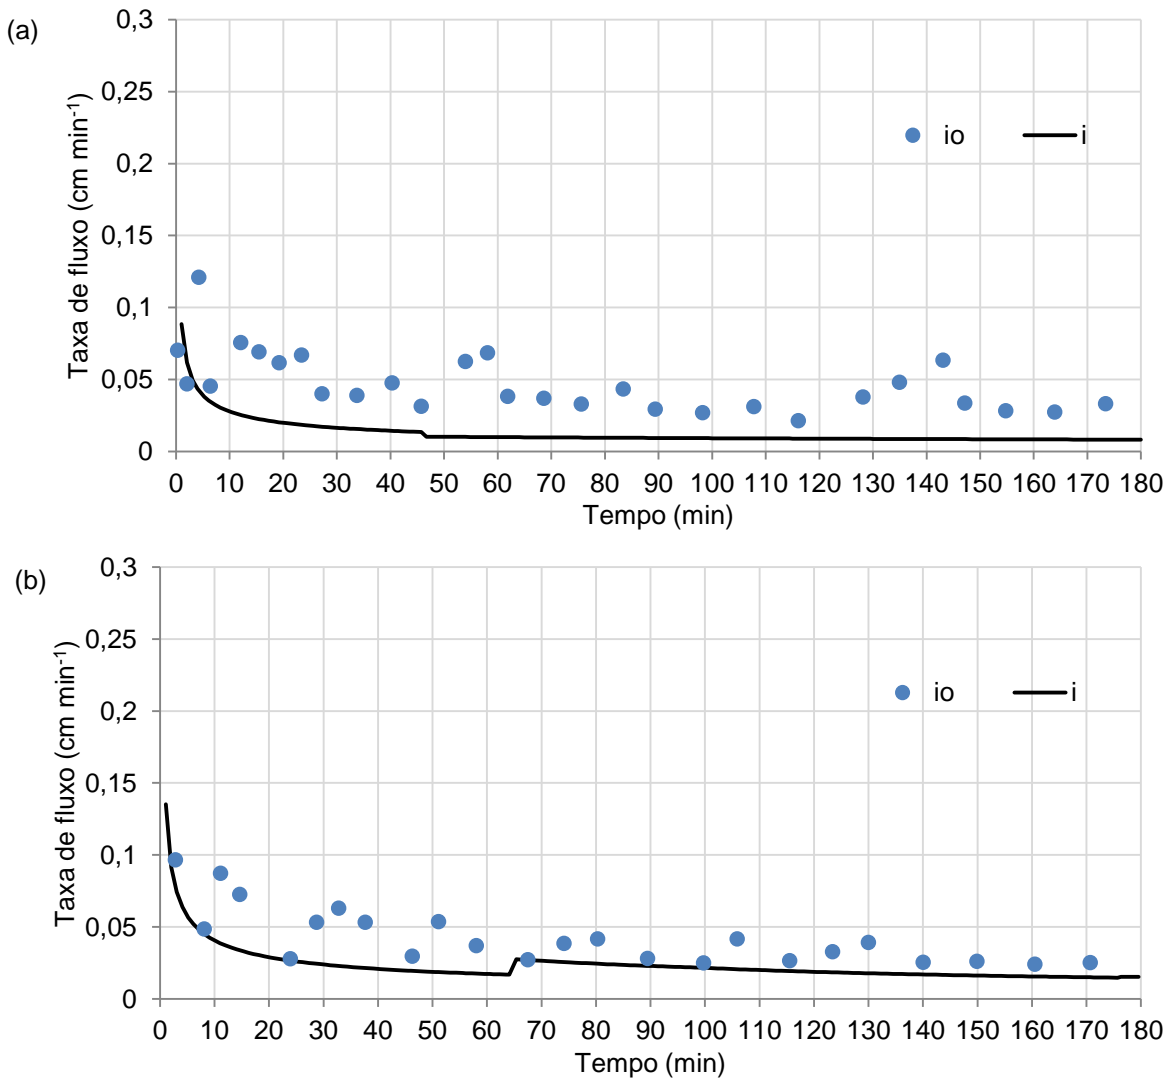 (a)
0,3
0,25
0,2
0,15
0,1
0,05
0
Taxa de fluxo (cm min-1)
io i
0 10 20 30 40 50 60 70 80 90 100 110 120 130 140 150 160 170 180
Tempo (min)
(b)
0,3
0,25
0,2
0,15
0,1
0,05
0
Taxa de fluxo (cm min-1)
io i
0 10 20 30 40 50 60 70 80 90 100 110 120 130 140 150 160 170 180
Tempo (min)